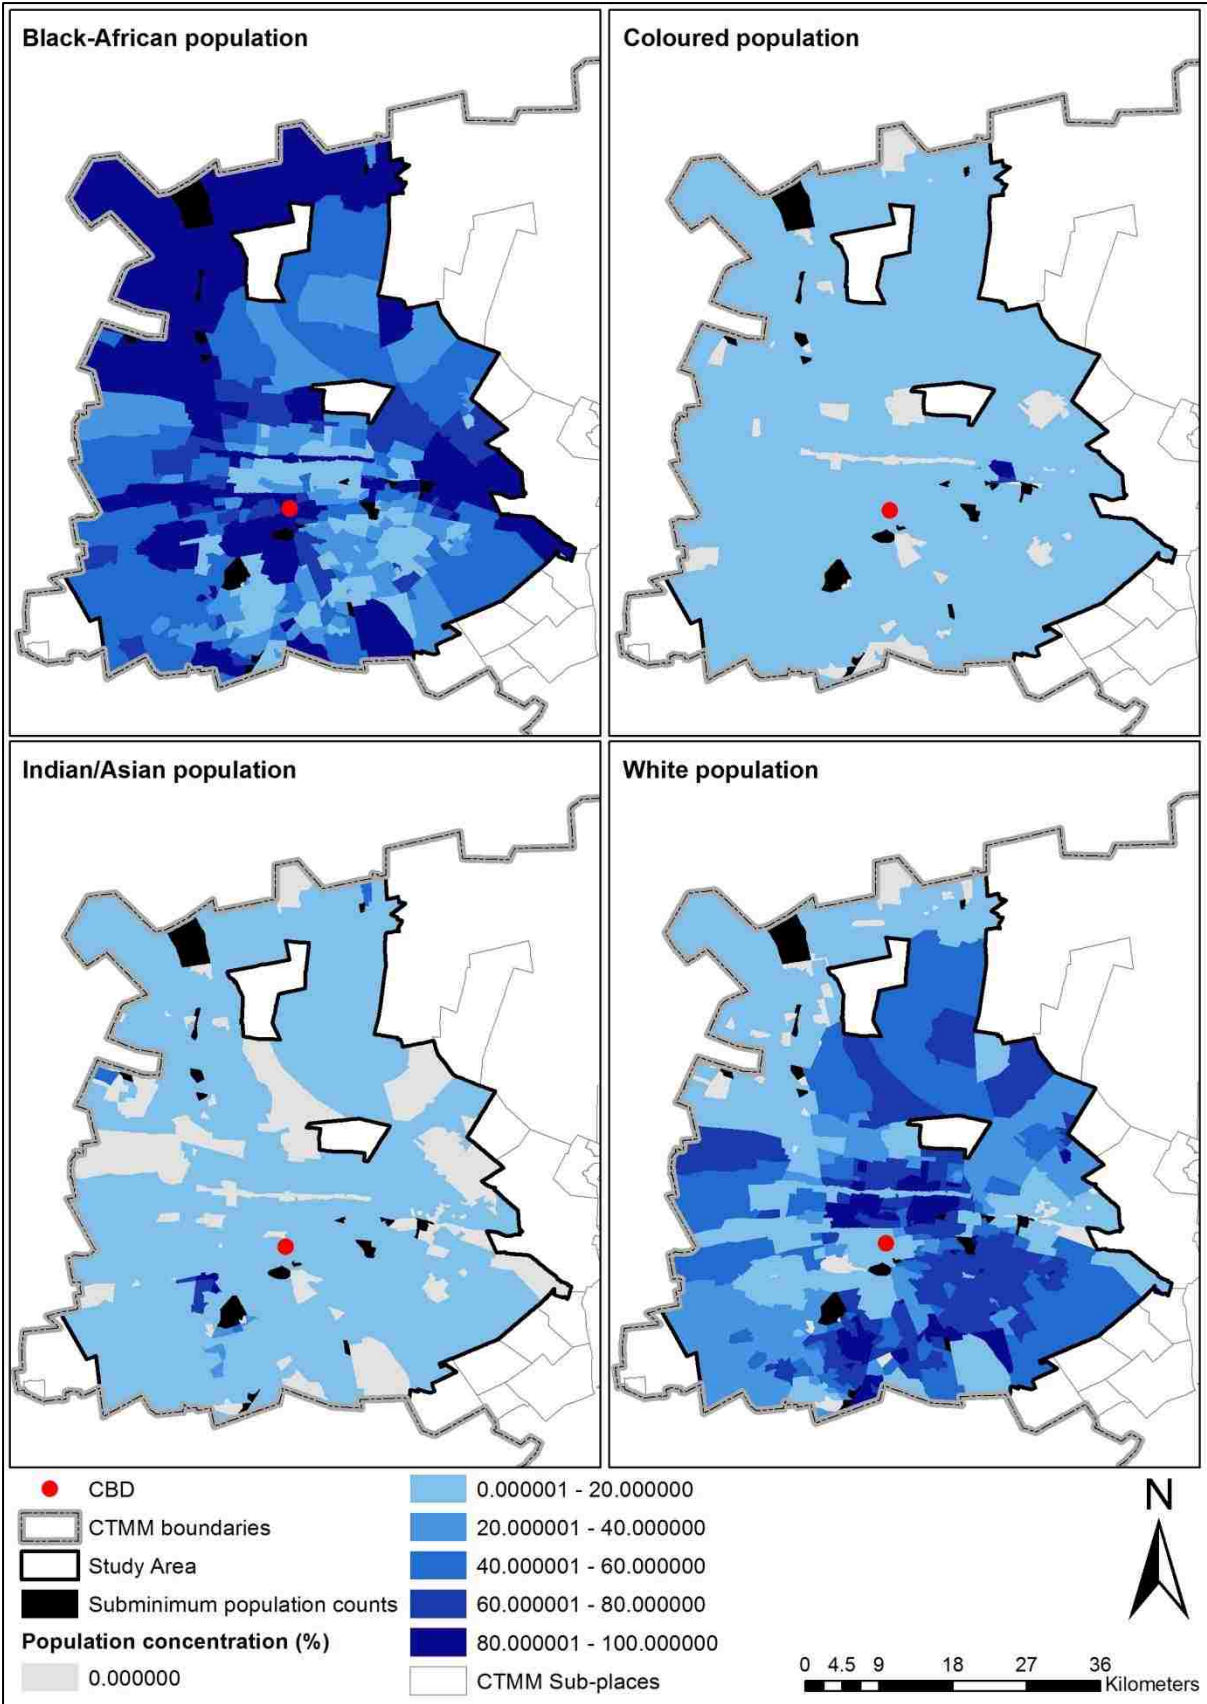 Black-African population
Coloured population
Indian/Asian population
White population
CBD
CTMM boundaries
Study Area
Subminimum population counts
Population concentration (%)
0.000000
0.000001 - 20.000000
20.000001 - 40.000000
40.000001 - 60.000000
60.000001 - 80.000000
80.000001 - 100.000000
CTMM Sub-places
N
0 4.5 9 18 27 36
Kilometers